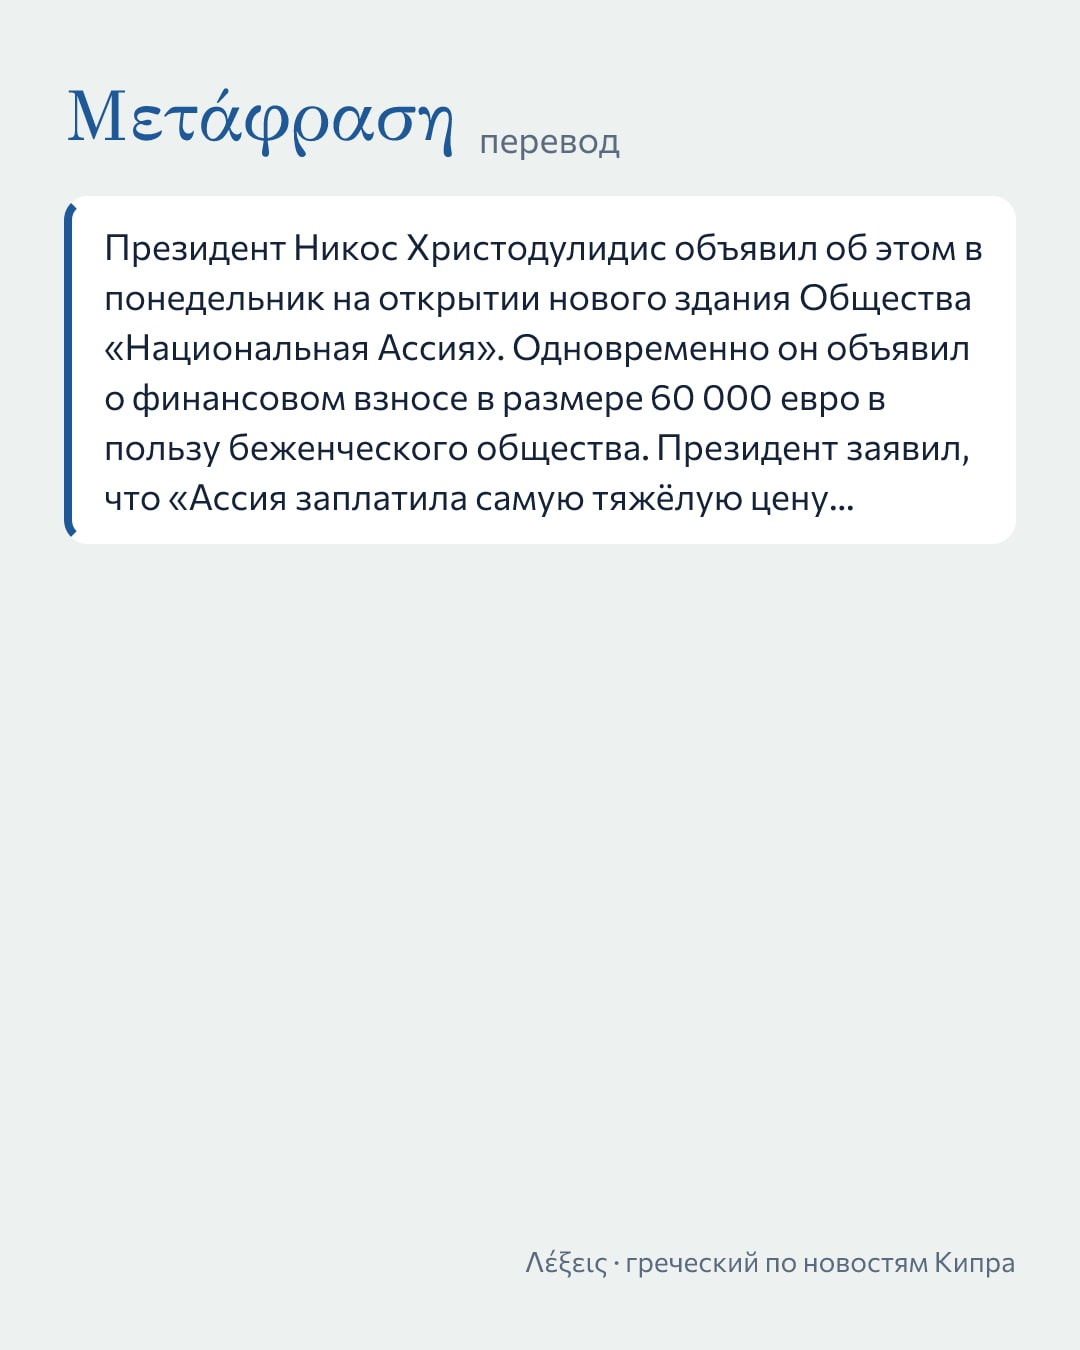 Μετάφραση перевод
Президент Никос Христодулидис объявил об этом в
понедельник на открытии нового здания Общества
«Национальная Ассия». Одновременно он объявил
о финансовом взносе в размере 60 000 евро в
пользу беженческого общества. Президент заявил,
что «Ассия заплатила самую тяжёлую цену...
Λέξεις · греческий по новостям Кипра